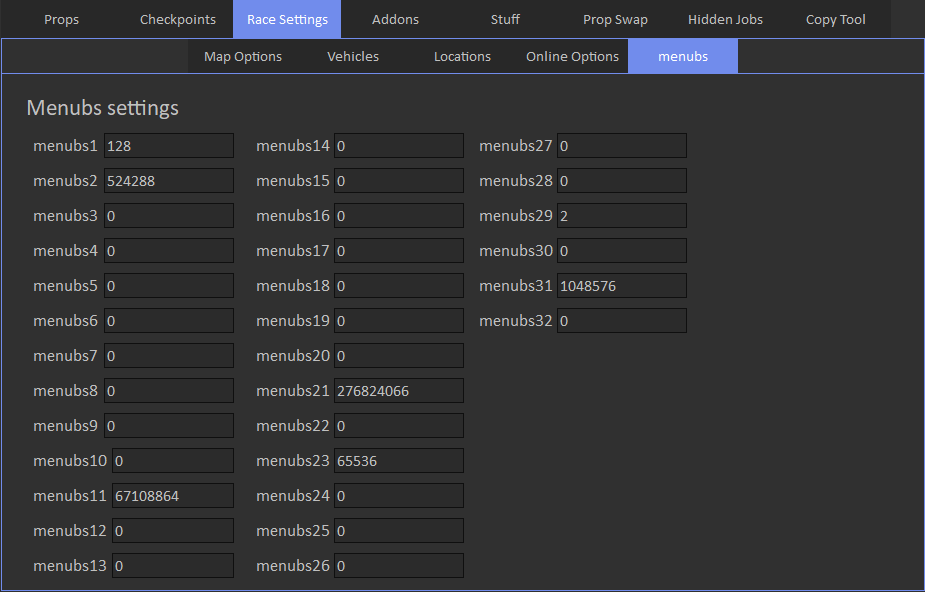 Props Checkpoints Race Settings Addons Stuff Prop Swap Hidden Jobs Copy Tool
Map Options Vehicles Locations Online Options menubs
Menubs settings
menubs1 128 menubs14 0 menubs27 0
menubs2 524288 menubs15 0 menubs28 0
menubs3 0 menubs16 0 menubs29 2
menubs4 0 menubs17 0 menubs30 0
menubs5 0 menubs18 0 menubs31 1048576
menubs6 0 menubs19 0 menubs32 0
menubs7 0 menubs20 0
menubs8 0 menubs21 276824066
menubs9 0 menubs22 0
menubs10 0 menubs23 65536
menubs11 67108864 menubs24 0
menubs12 0 menubs25 0
menubs13 0 menubs26 0